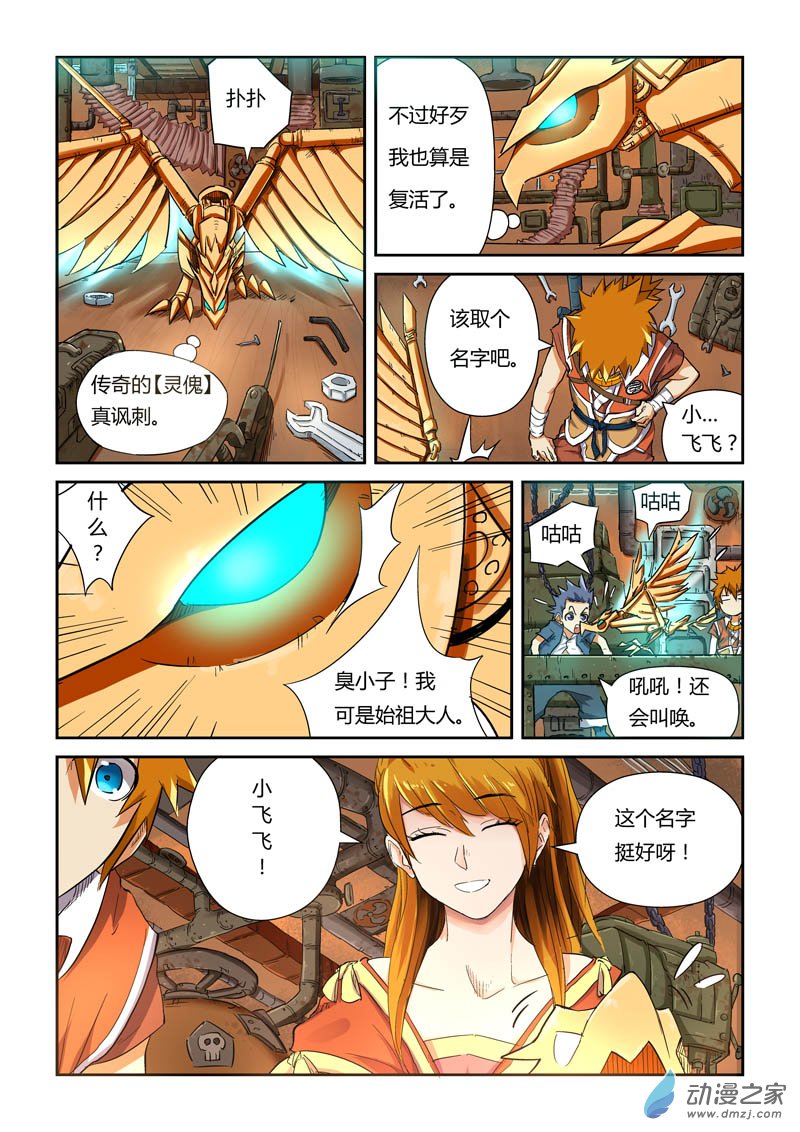 扑扑
传奇的【灵傀】
真讽刺。
不过好歹
我也算是
复活了。
该取个
名字吧。
小…
飞飞？
什么？
臭小子！我
可是始祖大人。
咕咕
咕咕
吼吼！还
会叫唤。
小飞飞！
这个名字
挺好呀！
动漫之家
www.dmzj.com